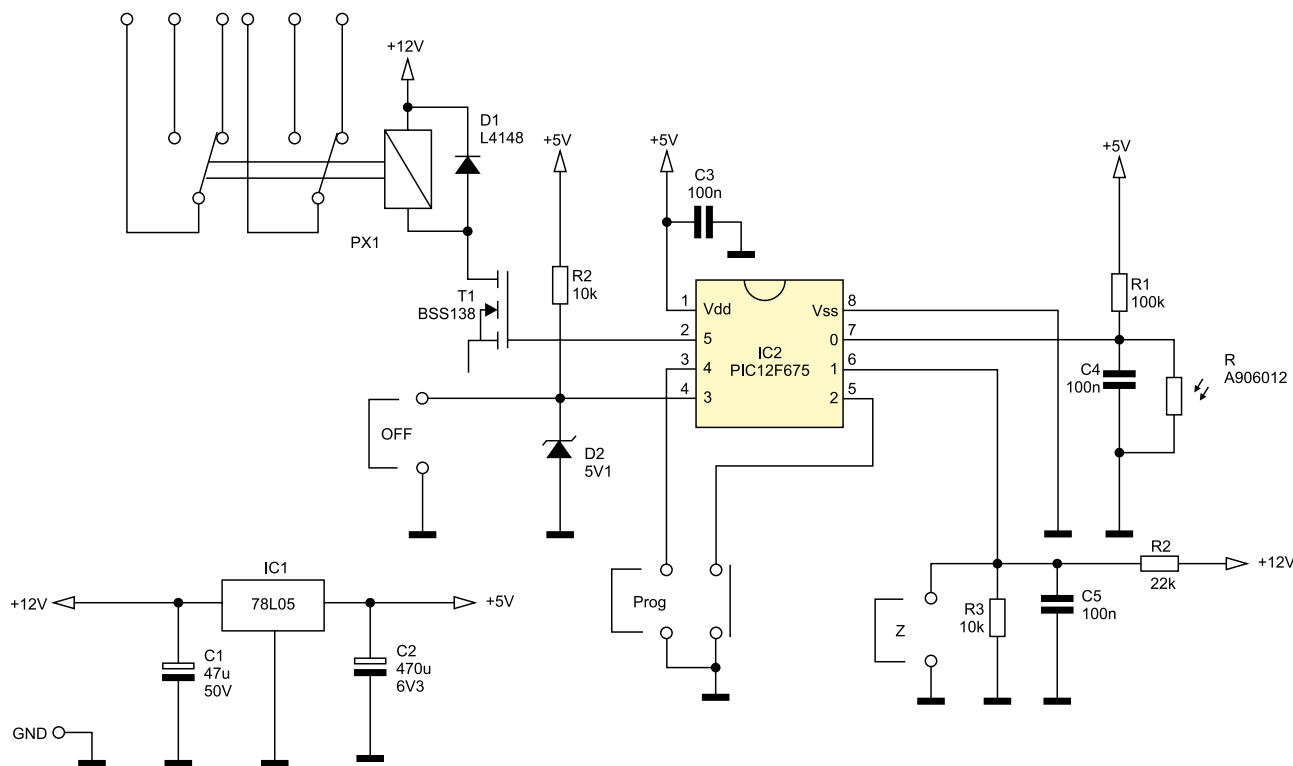 +12V
D1
L4148
PX1
+5V
R2
10k
T1
BSS138
OFF
D2
5V1
+5V
C3
100n
1 Vdd Vss 8
2 5 0 7
3 4 1 6
4 3 2 5
IC2
PIC12F675
+5V
R1
100k
C4
100n
R
A906012
IC1
78L05
+12V
+5V
C1
47u
50V
C2
470u
6V3
GND
Prog
Z
R3
10k
C5
100n
R2
22k
+12V